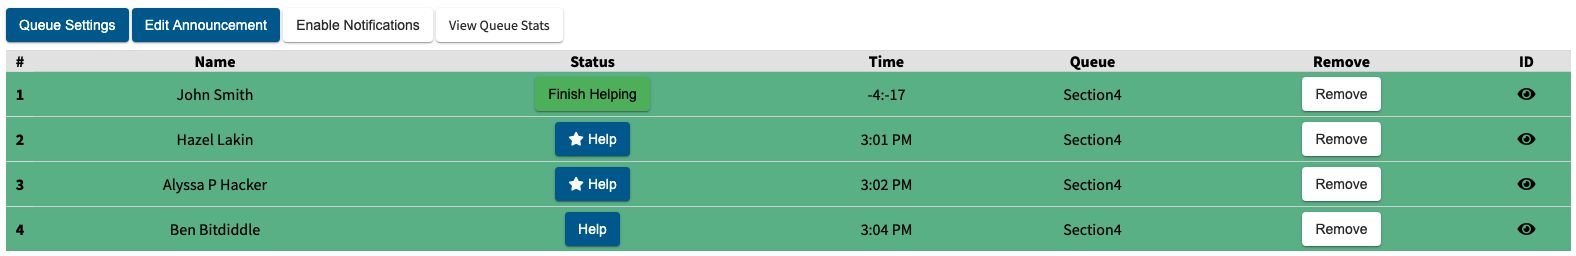 Queue Settings Edit Announcement Enable Notifications View Queue Stats
# Name Status Time Queue Remove ID
1 John Smith Finish Helping -4:-17 Section4 Remove
2 Hazel Lakin Help 3:01 PM Section4 Remove
3 Alyssa P Hacker Help 3:02 PM Section4 Remove
4 Ben Bitdiddle Help 3:04 PM Section4 Remove